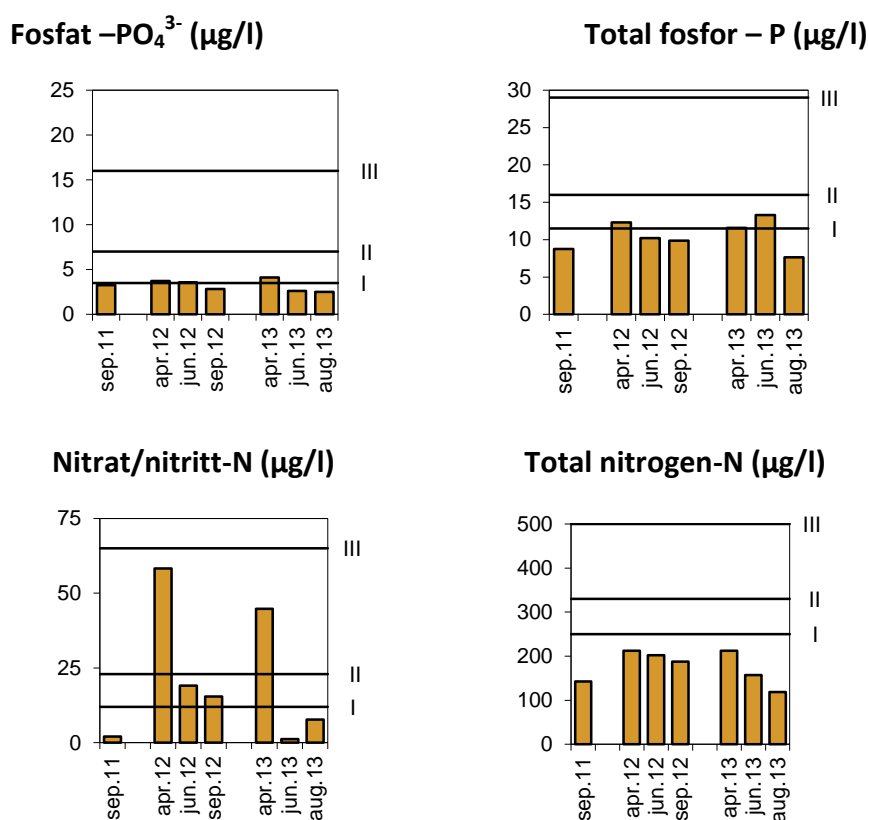 Fosfat –PO₄³⁻ (µg/l)
25
20
15
10
5
0
III
II
I
sep.11
apr.12
jun.12
sep.12
apr.13
jun.13
aug.13
Total fosfor – P (µg/l)
30
25
20
15
10
5
0
III
II
I
sep.11
apr.12
jun.12
sep.12
apr.13
jun.13
aug.13
Nitrat/nitritt-N (µg/l)
75
50
25
0
III
II
I
sep.11
apr.12
jun.12
sep.12
apr.13
jun.13
aug.13
Total nitrogen-N (µg/l)
500
400
300
200
100
0
III
II
I
sep.11
apr.12
jun.12
sep.12
apr.13
jun.13
aug.13